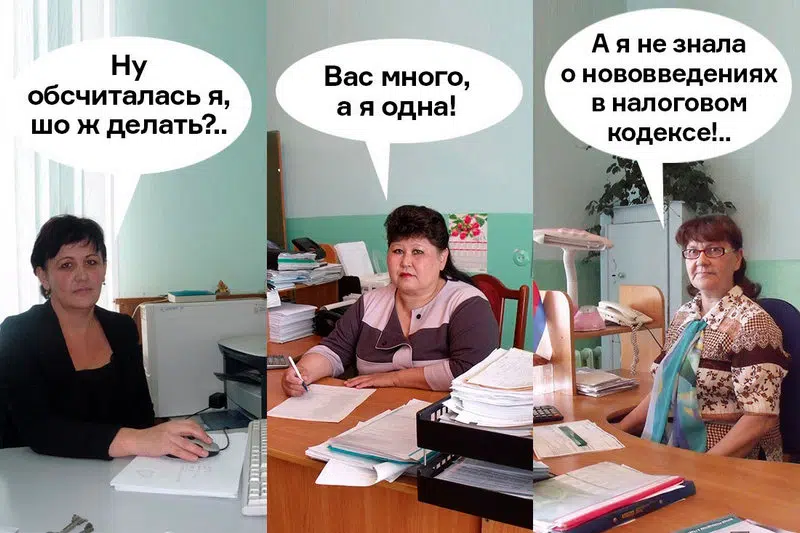 Ну
обсчиталась я,
шо ж делать?..
Вас много,
а я одна!
А я не знала
о нововведениях
в налоговом
кодексе!..